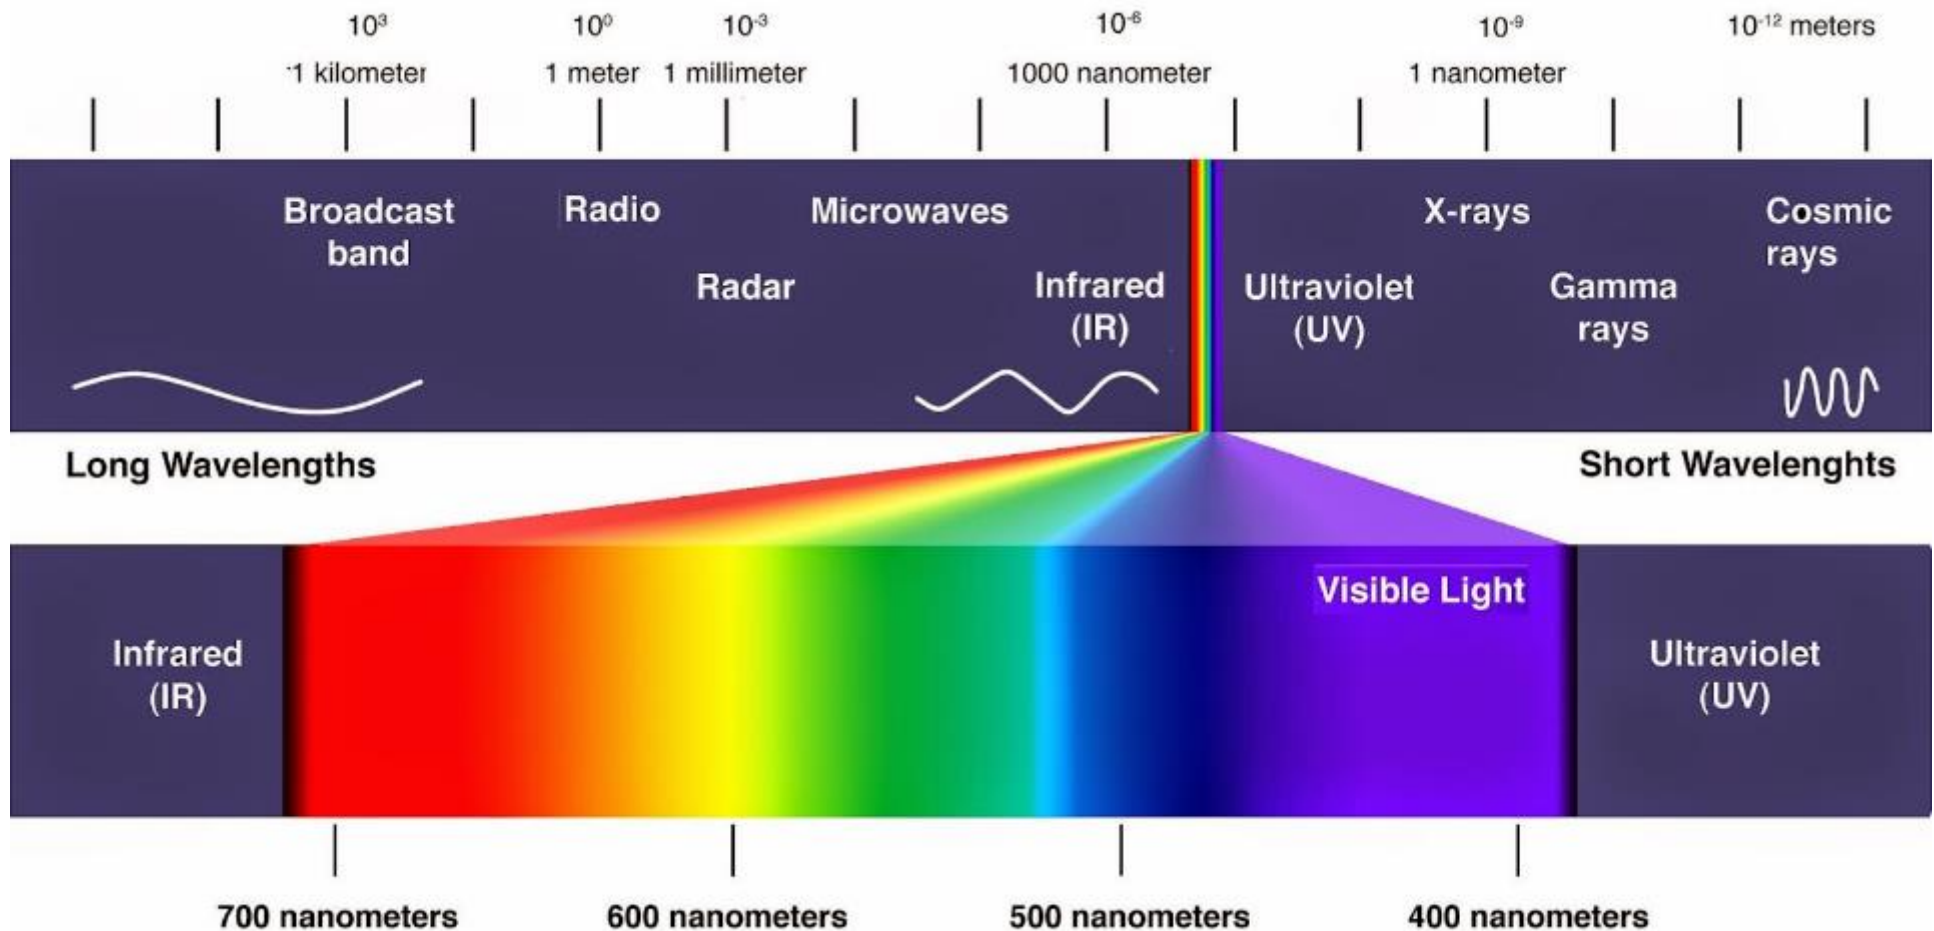 10³ 10⁰ 10⁻³ 10⁻⁶ 10⁻⁹ 10⁻¹² meters
1 kilometer 1 meter 1 millimeter 1000 nanometer 1 nanometer
Broadcast band
Radio
Radar
Microwaves
Infrared
(IR)
Ultraviolet
(UV)
X-rays
Gamma
rays
Cosmic
rays
Long Wavelengths
Short Wavelenghts
Infrared
(IR)
Visible Light
Ultraviolet
(UV)
700 nanometers 600 nanometers 500 nanometers 400 nanometers